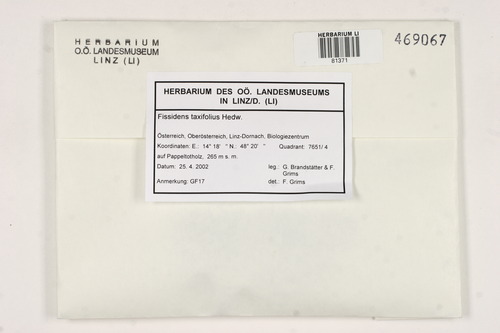 HERBARIUM
O.Ö. LANDESMUSEUM
LINZ (LI)
HERBARIUM LI
81371
469067
HERBARIUM DES OÖ. LANDESMUSEUMS
IN LINZ/D. (LI)
Fissidens taxifolius Hedw.
Österreich, Oberösterreich, Linz-Dornach, Biologiezentrum
Koordinaten: E.: 14° 18' " N.: 48° 20' " Quadrant: 7651/ 4
auf Pappeltotholz, 265 m s. m.
Datum: 25. 4. 2002 leg.: G. Brandstätter & F.
Grims
Anmerkung: GF17 det.: F. Grims